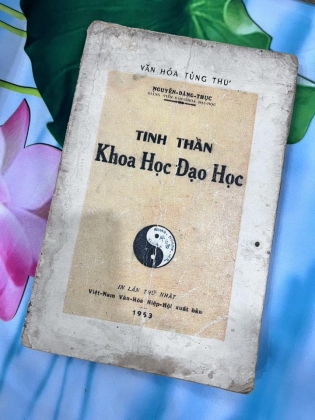 VĂN HÓA TÙNG THƯ
NGUYỄN-ĐĂNG-THỤC
TINH THẦN
Khoa Học Đạo Học
IN LẦN THỨ NHẤT
Việt-Nam Văn-Hóa Hiệp-Hội xuất bản
1953